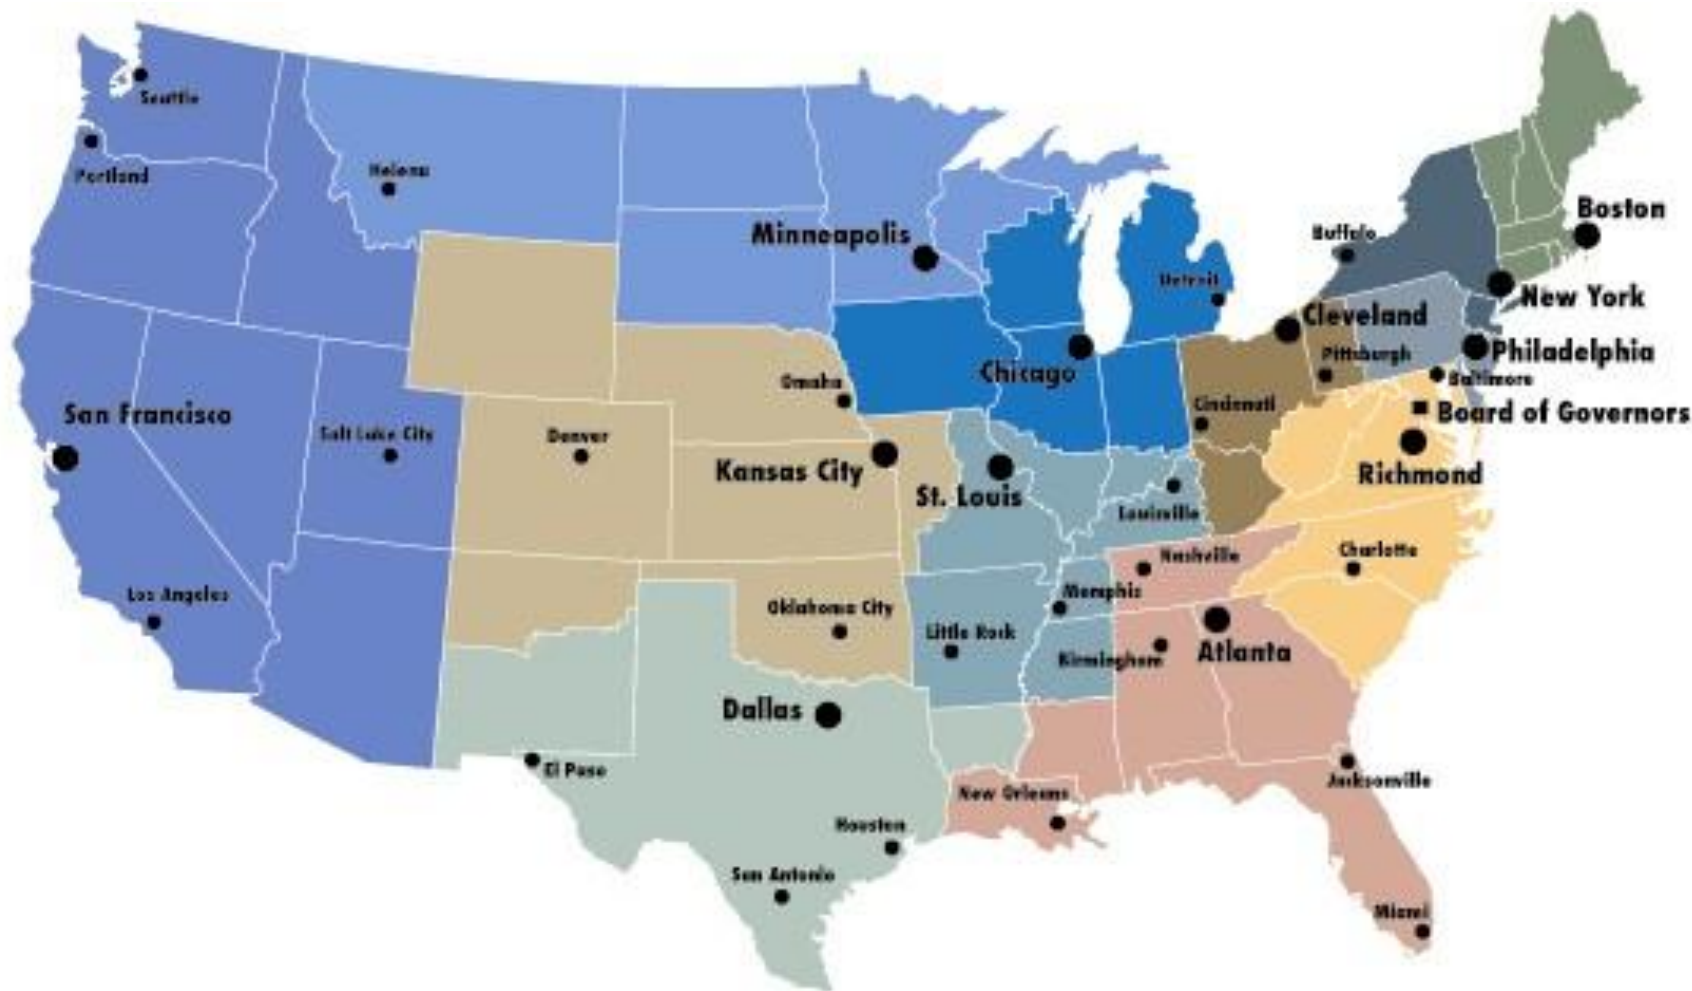 Seattle
Portland
Helena
Minneapolis
Boston
Buffalo
Detroit
New York
Cleveland
Philadelphia
Pittsburgh
Chicago
Baltimore
Omaha
Cincinnati
Board of Governors
San Francisco
Salt Lake City
Denver
Kansas City
Richmond
St. Louis
Louisville
Charlotte
Nashville
Los Angeles
Memphis
Oklahoma City
Little Rock
Birmingham
Atlanta
Dallas
El Paso
Jacksonville
New Orleans
Houston
San Antonio
Miami